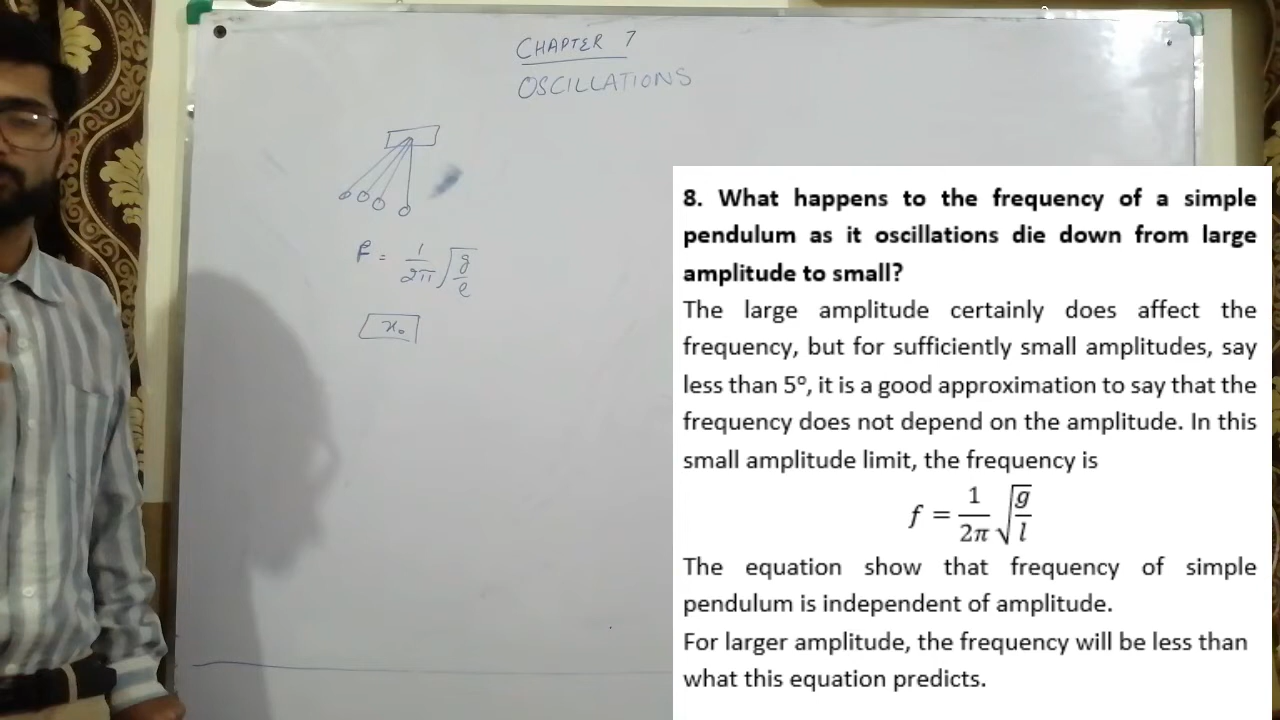 CHAPTER 7
OSCILLATIONS
F = 1/2π √g/l
x₀
8. What happens to the frequency of a simple
pendulum as it oscillations die down from large
amplitude to small?
The large amplitude certainly does affect the
frequency, but for sufficiently small amplitudes, say
less than 5°, it is a good approximation to say that the
frequency does not depend on the amplitude. In this
small amplitude limit, the frequency is
f = 1/2π √g/l
The equation show that frequency of simple
pendulum is independent of amplitude.
For larger amplitude, the frequency will be less than
what this equation predicts.